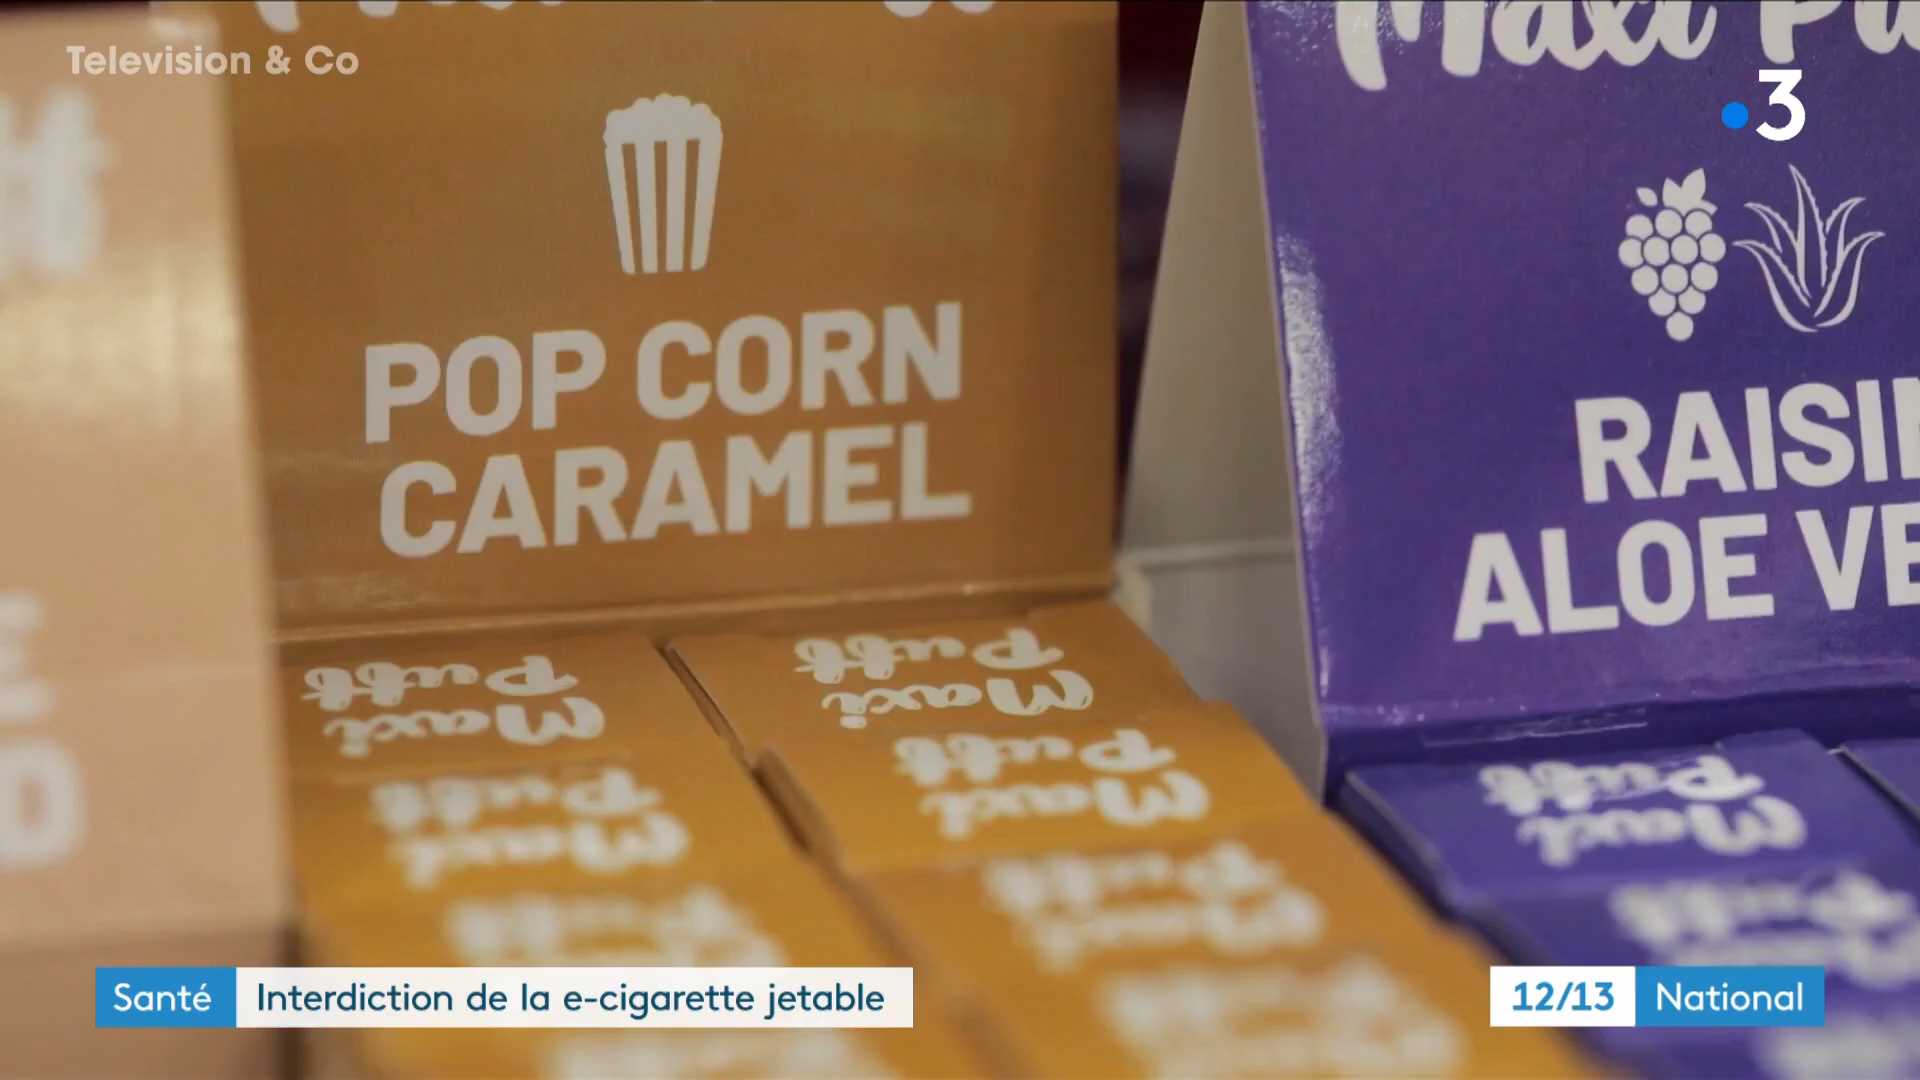 Television & Co
3
Maxi
POP CORN
CARAMEL
RAISI
ALOE VE
Maxi
Puff
Maxi
Puff
Maxi
Puff
Maxi
Puff
Maxi
Puff
Santé
Interdiction de la e-cigarette jetable
12/13
National